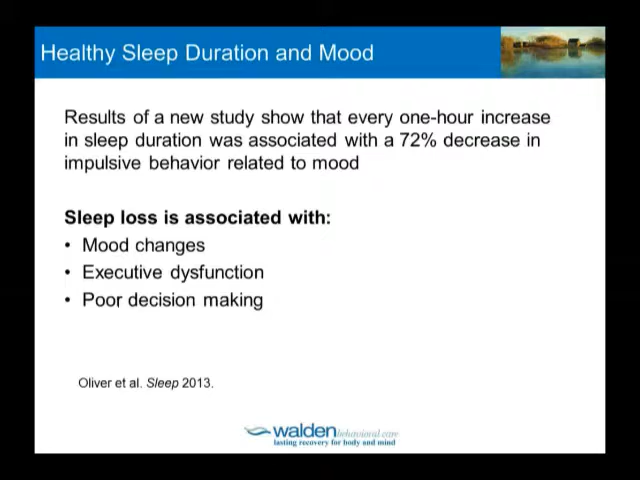 Healthy Sleep Duration and Mood
Results of a new study show that every one-hour increase
in sleep duration was associated with a 72% decrease in
impulsive behavior related to mood
Sleep loss is associated with:
• Mood changes
• Executive dysfunction
• Poor decision making
Oliver et al. Sleep 2013.
walden behavioral care
lasting recovery for body and mind